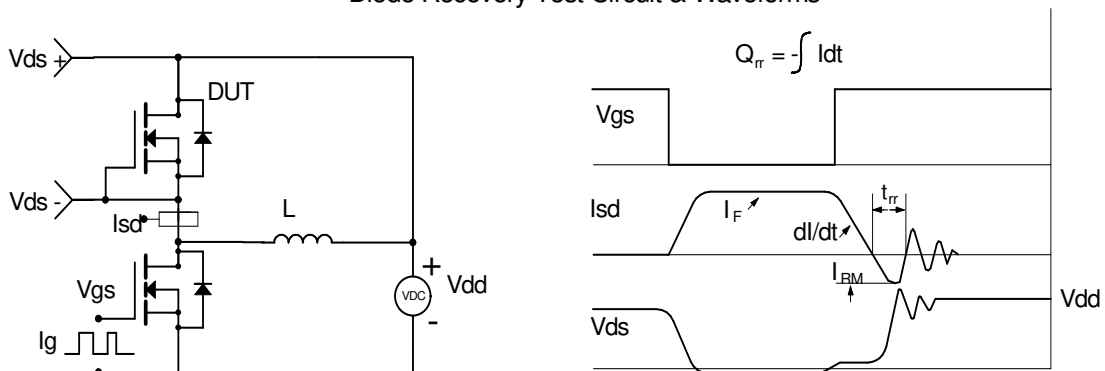 Diode Recovery Test Circuit & Waveforms
Vds +
DUT
Vds -
Isd
L
Vgs
Ig
VDC
+
-
Vdd
Qrr = -∫ Idt
Vgs
Isd
IF
dI/dt
trr
IRM
Vds
Vdd